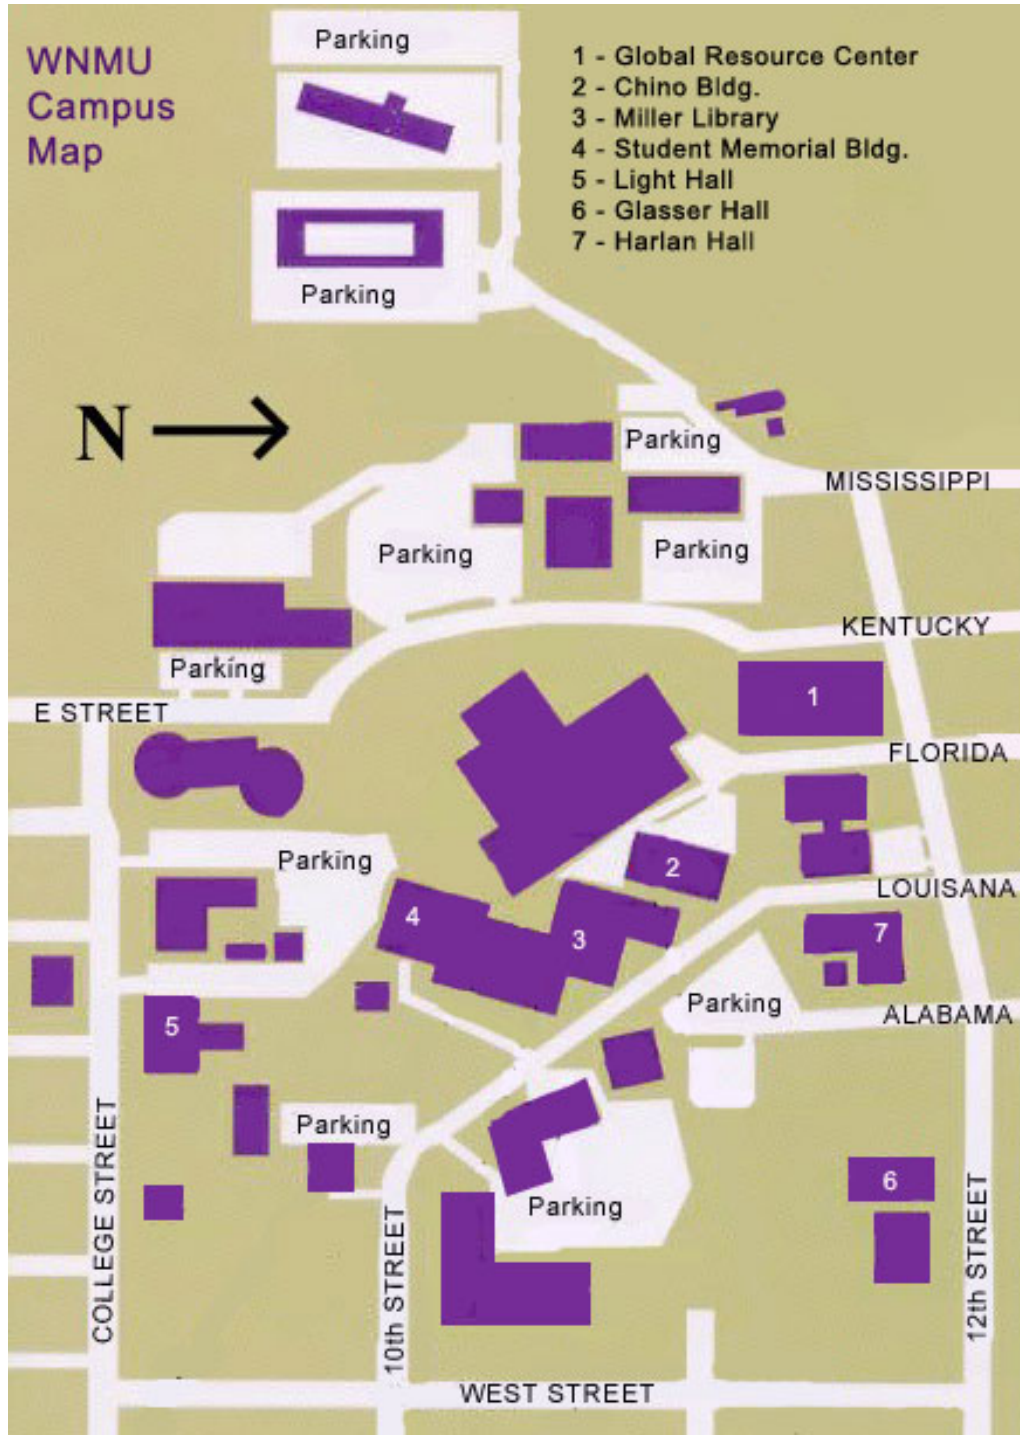 WNMU
Campus
Map
Parking
1 - Global Resource Center
2 - Chino Bldg.
3 - Miller Library
4 - Student Memorial Bldg.
5 - Light Hall
6 - Glasser Hall
7 - Harlan Hall
Parking
N
Parking
MISSISSIPPI
Parking
Parking
KENTUCKY
Parking
1
E STREET
FLORIDA
Parking
2
LOUISANA
4
3
7
Parking
ALABAMA
5
Parking
6
Parking
COLLEGE STREET
10th STREET
12th STREET
WEST STREET